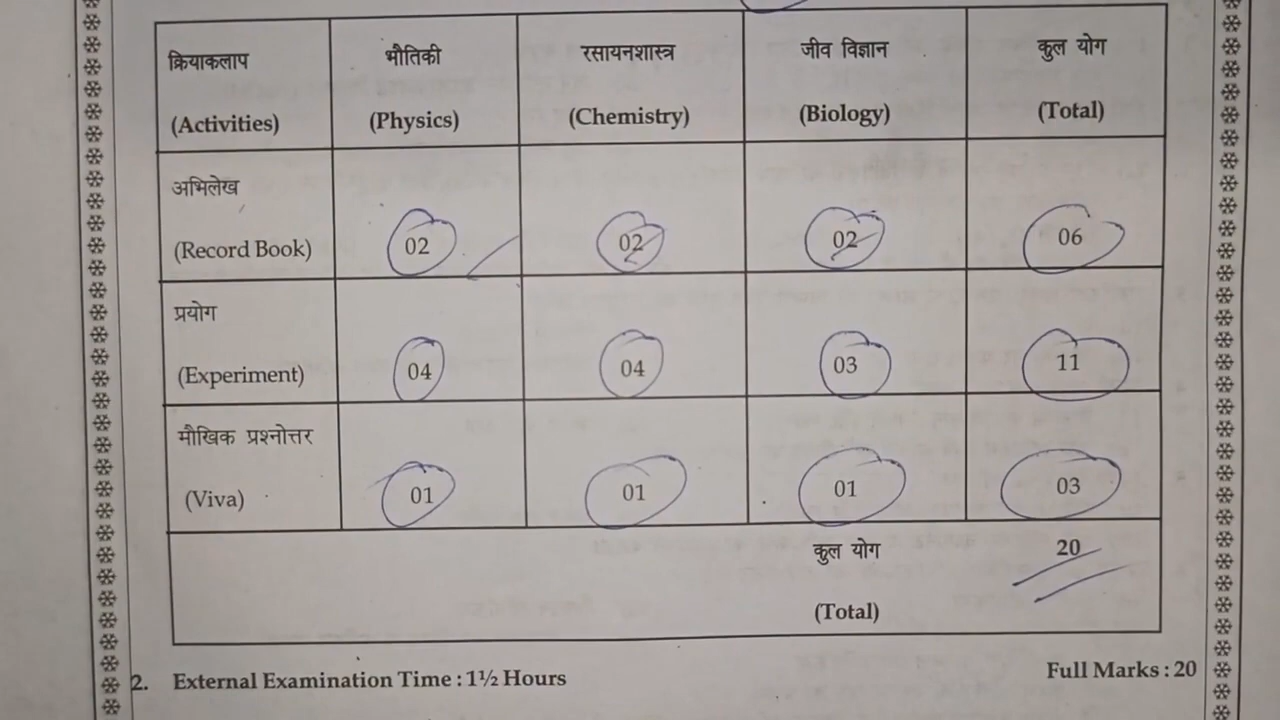 क्रियाकलाप भौतिकी रसायनशास्त्र जीव विज्ञान कुल योग
(Activities) (Physics) (Chemistry) (Biology) (Total)
अभिलेख
(Record Book) 02 02 02 06
प्रयोग
(Experiment) 04 04 03 11
मौखिक प्रश्नोत्तर
(Viva) 01 01 01 03
कुल योग 20
(Total)
2. External Examination Time : 1½ Hours Full Marks : 20